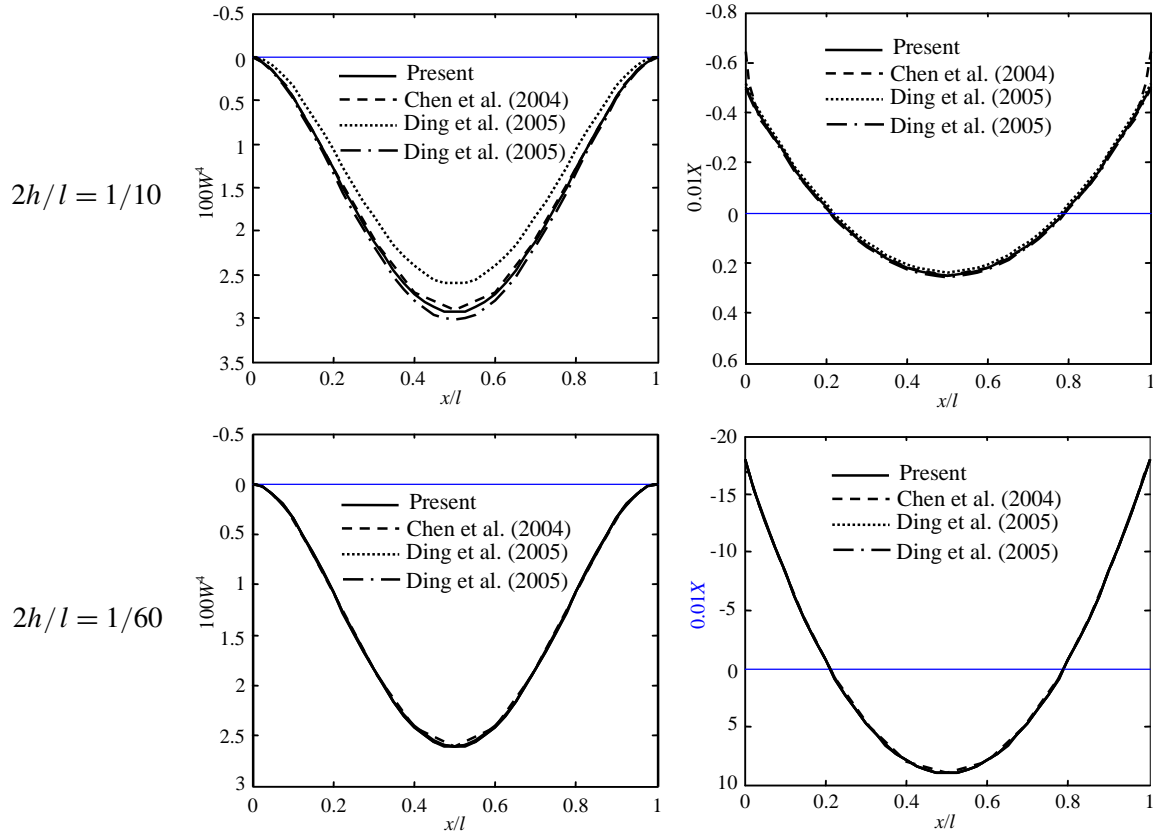 2h/l = 1/10
-0.5
0
0.5
1
1.5
2
2.5
3
3.5
100W⁴
Present
Chen et al. (2004)
Ding et al. (2005)
Ding et al. (2005)
0 0.2 0.4 0.6 0.8 1
x/l
-0.8
-0.6
-0.4
-0.2
0
0.2
0.4
0.6
0.01X
Present
Chen et al. (2004)
Ding et al. (2005)
Ding et al. (2005)
0 0.2 0.4 0.6 0.8 1
x/l
2h/l = 1/60
-0.5
0
0.5
1
1.5
2
2.5
3
100W⁴
Present
Chen et al. (2004)
Ding et al. (2005)
Ding et al. (2005)
0 0.2 0.4 0.6 0.8 1
x/l
-20
-15
-10
-5
0
5
10
0.01X
Present
Chen et al. (2004)
Ding et al. (2005)
Ding et al. (2005)
0 0.2 0.4 0.6 0.8 1
x/l